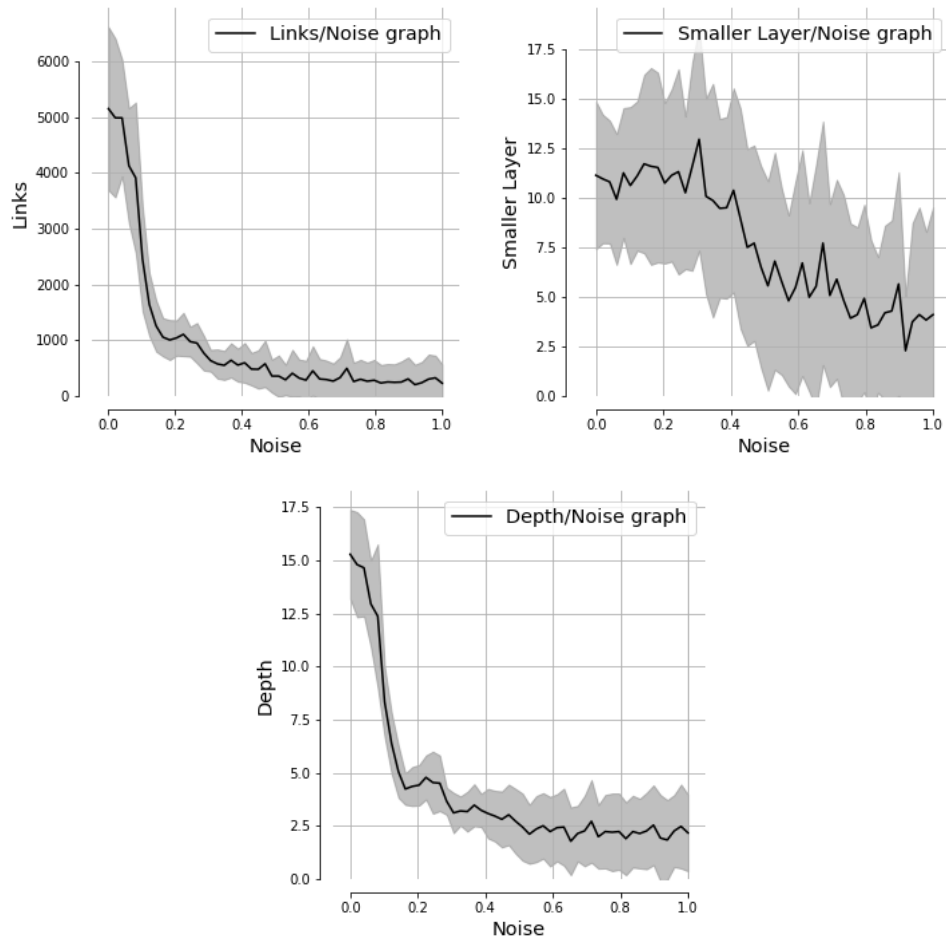 Links/Noise graph
6000
5000
4000
3000
2000
1000
0
Links
0.0 0.2 0.4 0.6 0.8 1.0
Noise
Smaller Layer/Noise graph
17.5
15.0
12.5
10.0
7.5
5.0
2.5
0.0
Smaller Layer
0.0 0.2 0.4 0.6 0.8 1.0
Noise
Depth/Noise graph
17.5
15.0
12.5
10.0
7.5
5.0
2.5
0.0
Depth
0.0 0.2 0.4 0.6 0.8 1.0
Noise